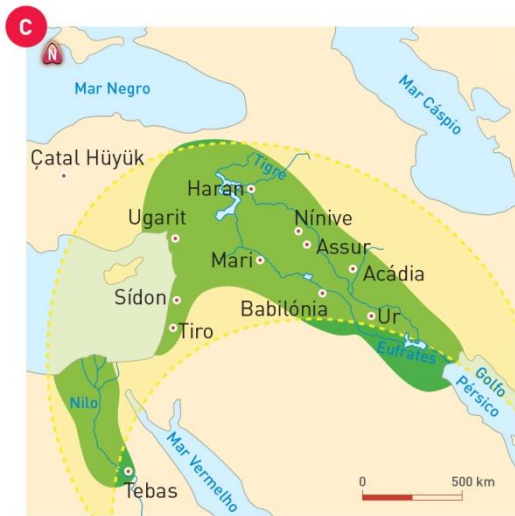 C
N
Mar Negro
Mar Cáspio
Çatal Hüyük
Tigre
Haran
Ugarit
Nínive
Assur
Mari
Acádia
Sídon
Babilónia
Ur
Tiro
Eufrates
Golfo
Pérsico
Nilo
Mar Vermelho
Tebas
0 500 km